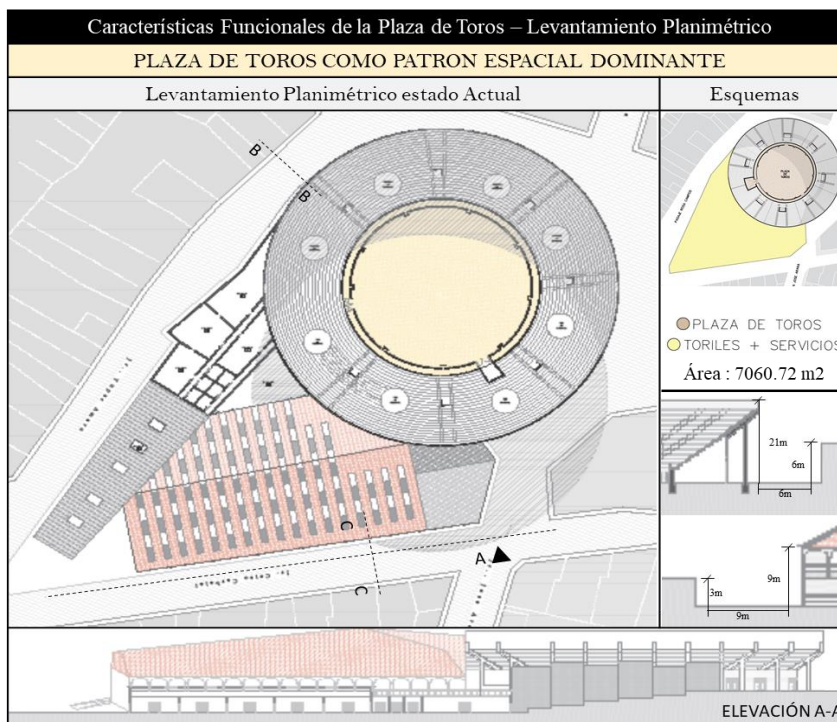 Características Funcionales de la Plaza de Toros – Levantamiento Planimétrico
PLAZA DE TOROS COMO PATRON ESPACIAL DOMINANTE
Levantamiento Planimétrico estado Actual
Esquemas
B
B
C
C
A
PLAZA DE TOROS
TORILES + SERVICIOS
Área : 7060.72 m2
21m
6m
6m
9m
3m
9m
ELEVACIÓN A-A